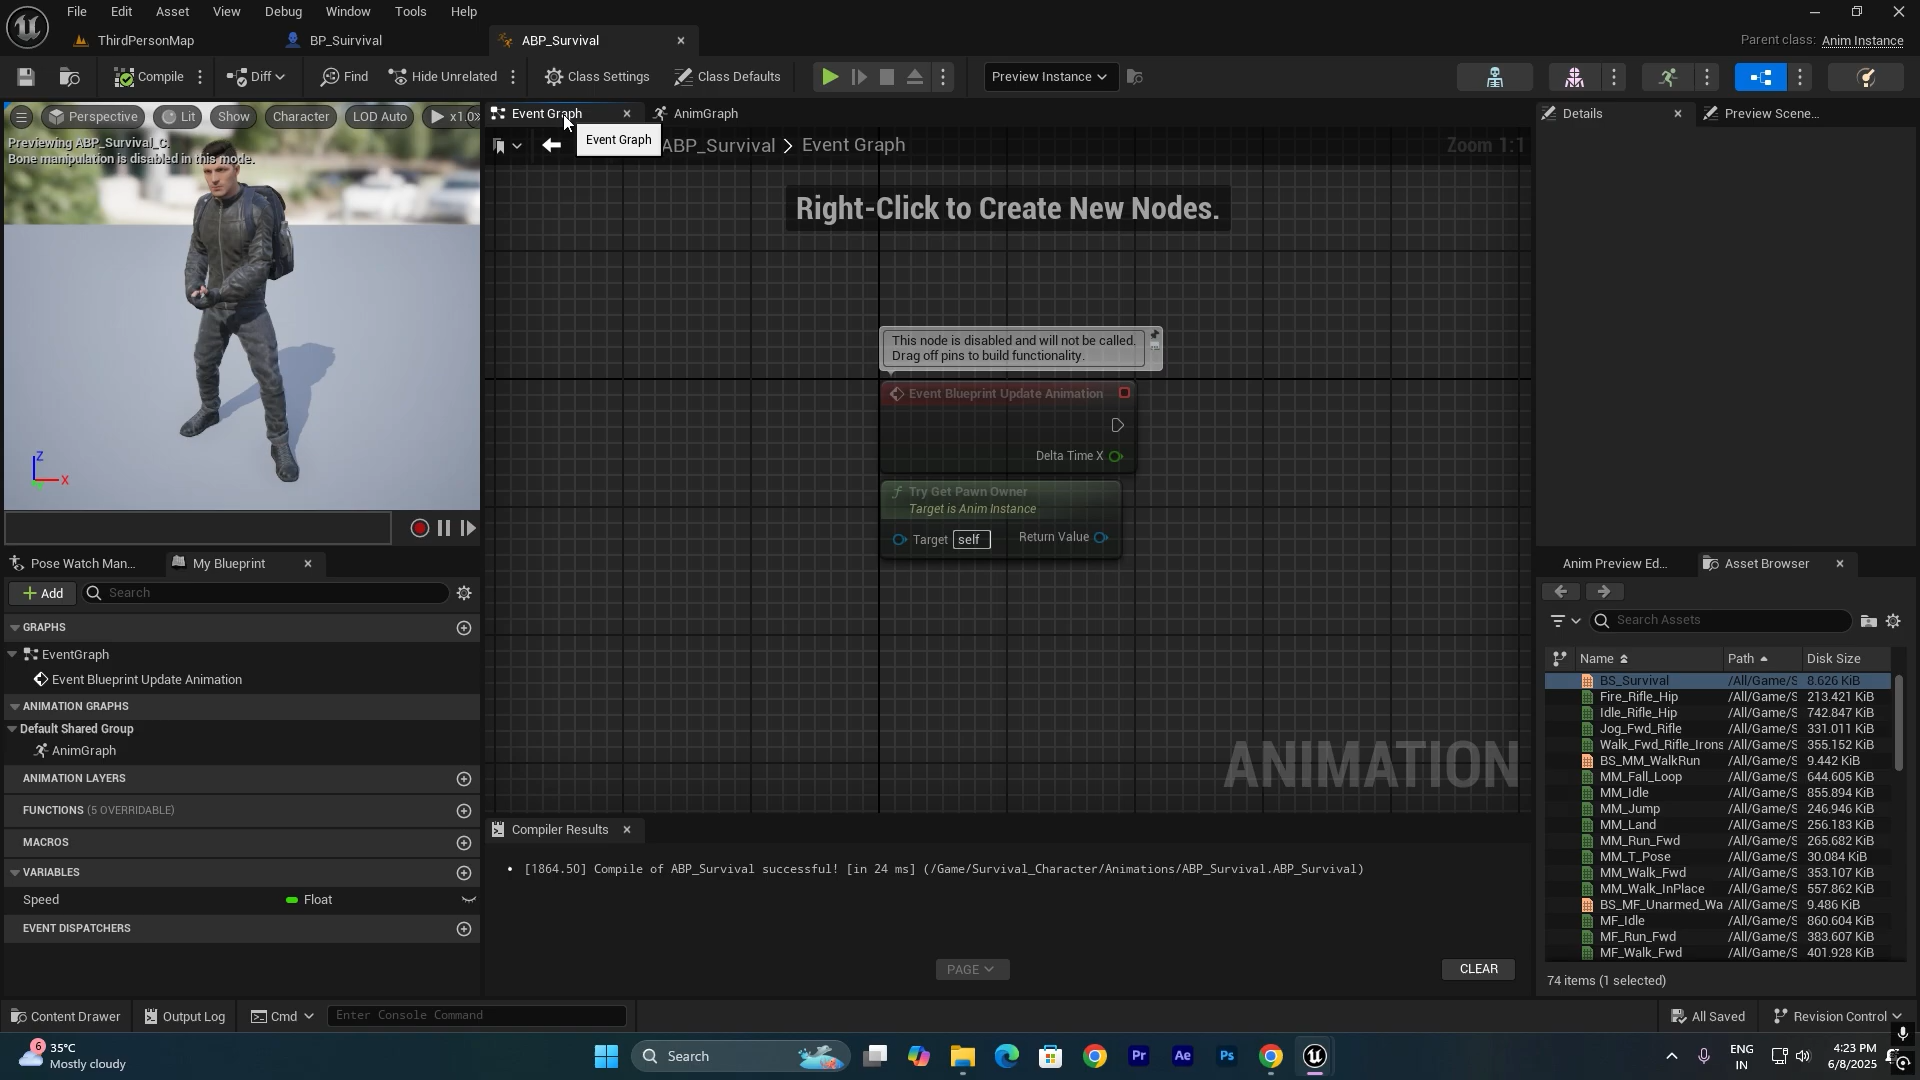 File Edit Asset View Debug Window Tools Help
ThirdPersonMap BP_Suirvival ABP_Survival Parent class: Anim Instance
Compile Diff Find Hide Unrelated Class Settings Class Defaults Preview Instance
Perspective Lit Show Character LOD Auto x1.0
Previewing ABP_Survival_C.
Bone manipulation is disabled in this mode.
Z
X
Event Graph AnimGraph
Event Graph
ABP_Survival > Event Graph Zoom 1:1
Right-Click to Create New Nodes.
This node is disabled and will not be called.
Drag off pins to build functionality.
Event Blueprint Update Animation
Delta Time X
Try Get Pawn Owner
Target is Anim Instance
Target self Return Value
ANIMATION
Pose Watch Man... My Blueprint
Add Search
GRAPHS
EventGraph
Event Blueprint Update Animation
ANIMATION GRAPHS
Default Shared Group
AnimGraph
ANIMATION LAYERS
FUNCTIONS (5 OVERRIDABLE)
MACROS
VARIABLES
Speed Float
EVENT DISPATCHERS
Compiler Results
[1864.50] Compile of ABP_Survival successful! [in 24 ms] (/Game/Survival_Character/Animations/ABP_Survival.ABP_Survival)
PAGE CLEAR
Details Preview Scene...
Anim Preview Ed... Asset Browser
Search Assets
Name Path Disk Size
BS_Survival /All/Game/S 8.626 KiB
Fire_Rifle_Hip /All/Game/S 213.421 KiB
Idle_Rifle_Hip /All/Game/S 742.847 KiB
Jog_Fwd_Rifle /All/Game/S 331.011 KiB
Walk_Fwd_Rifle_Irons /All/Game/S 355.152 KiB
BS_MM_WalkRun /All/Game/S 9.442 KiB
MM_Fall_Loop /All/Game/S 644.605 KiB
MM_Idle /All/Game/S 855.894 KiB
MM_Jump /All/Game/S 246.946 KiB
MM_Land /All/Game/S 256.183 KiB
MM_Run_Fwd /All/Game/S 265.682 KiB
MM_T_Pose /All/Game/S 30.084 KiB
MM_Walk_Fwd /All/Game/S 353.107 KiB
MM_Walk_InPlace /All/Game/S 557.862 KiB
BS_MF_Unarmed_Wa /All/Game/S 9.486 KiB
MF_Idle /All/Game/S 860.604 KiB
MF_Run_Fwd /All/Game/S 383.607 KiB
MF_Walk_Fwd /All/Game/S 401.928 KiB
74 items (1 selected)
Content Drawer Output Log Cmd Enter Console Command All Saved Revision Control
6 35°C
Mostly cloudy
Search
Pr Ae Ps
ENG
IN
4:23 PM
6/8/2025